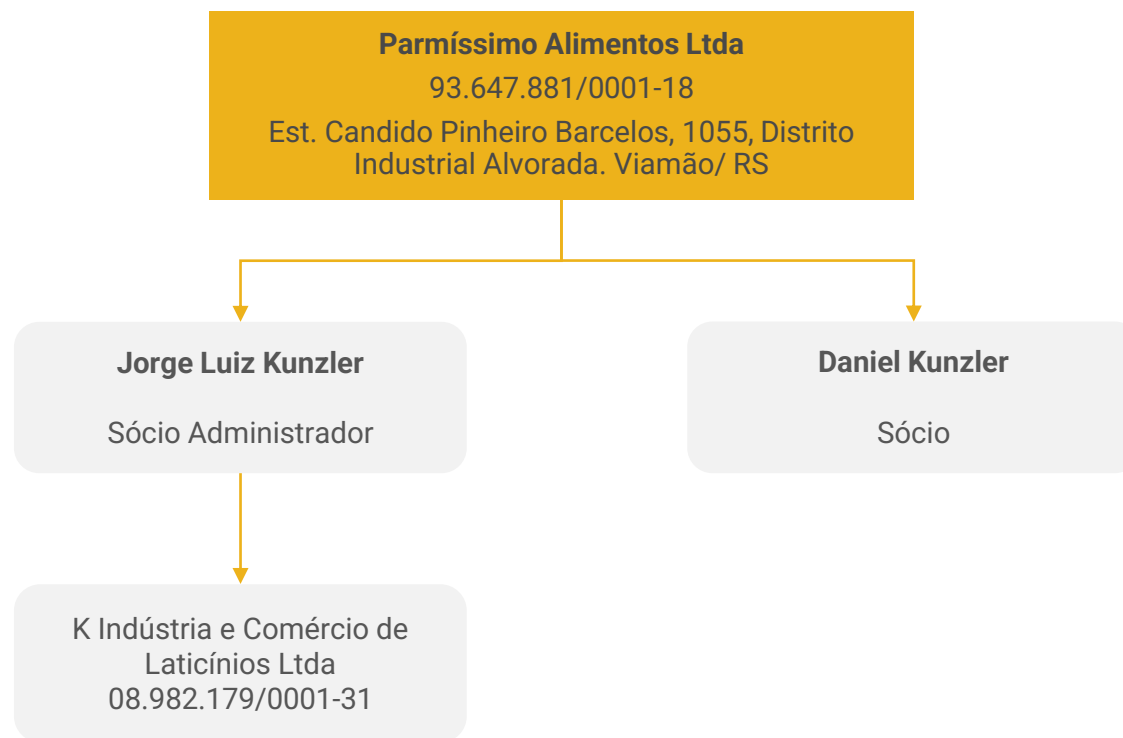 Parmíssimo Alimentos Ltda
93.647.881/0001-18
Est. Candido Pinheiro Barcelos, 1055, Distrito
Industrial Alvorada. Viamão/ RS
Jorge Luiz Kunzler
Sócio Administrador
Daniel Kunzler
Sócio
K Indústria e Comércio de
Laticínios Ltda
08.982.179/0001-31